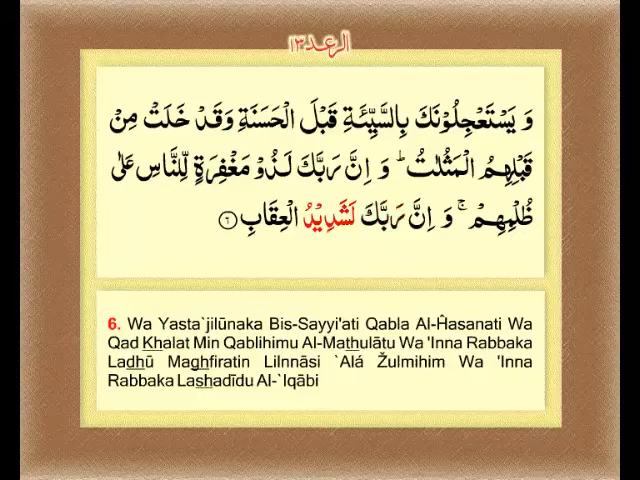 الرعد ١٣
وَ يَسْتَعْجِلُوْنَكَ بِالسَّيِّئَةِ قَبْلَ الْحَسَنَةِ وَقَدْ خَلَتْ مِنْ
قَبْلِهِمُ الْمَثُلٰتُ ؕ وَ اِنَّ رَبَّكَ لَذُوْ مَغْفِرَةٍ لِّلنَّاسِ عَلٰى
ظُلْمِهِمْ ۚ وَ اِنَّ رَبَّكَ لَشَدِيْدُ الْعِقَابِ ۶
6. Wa Yasta`jilūnaka Bis-Sayyi'ati Qabla Al-Ĥasanati Wa
Qad Khalat Min Qablihimu Al-Mathulātu Wa 'Inna Rabbaka
Ladhū Maghfiratin Lilnnāsi `Alá Žulmihim Wa 'Inna
Rabbaka Lashadīdu Al-`Iqābi